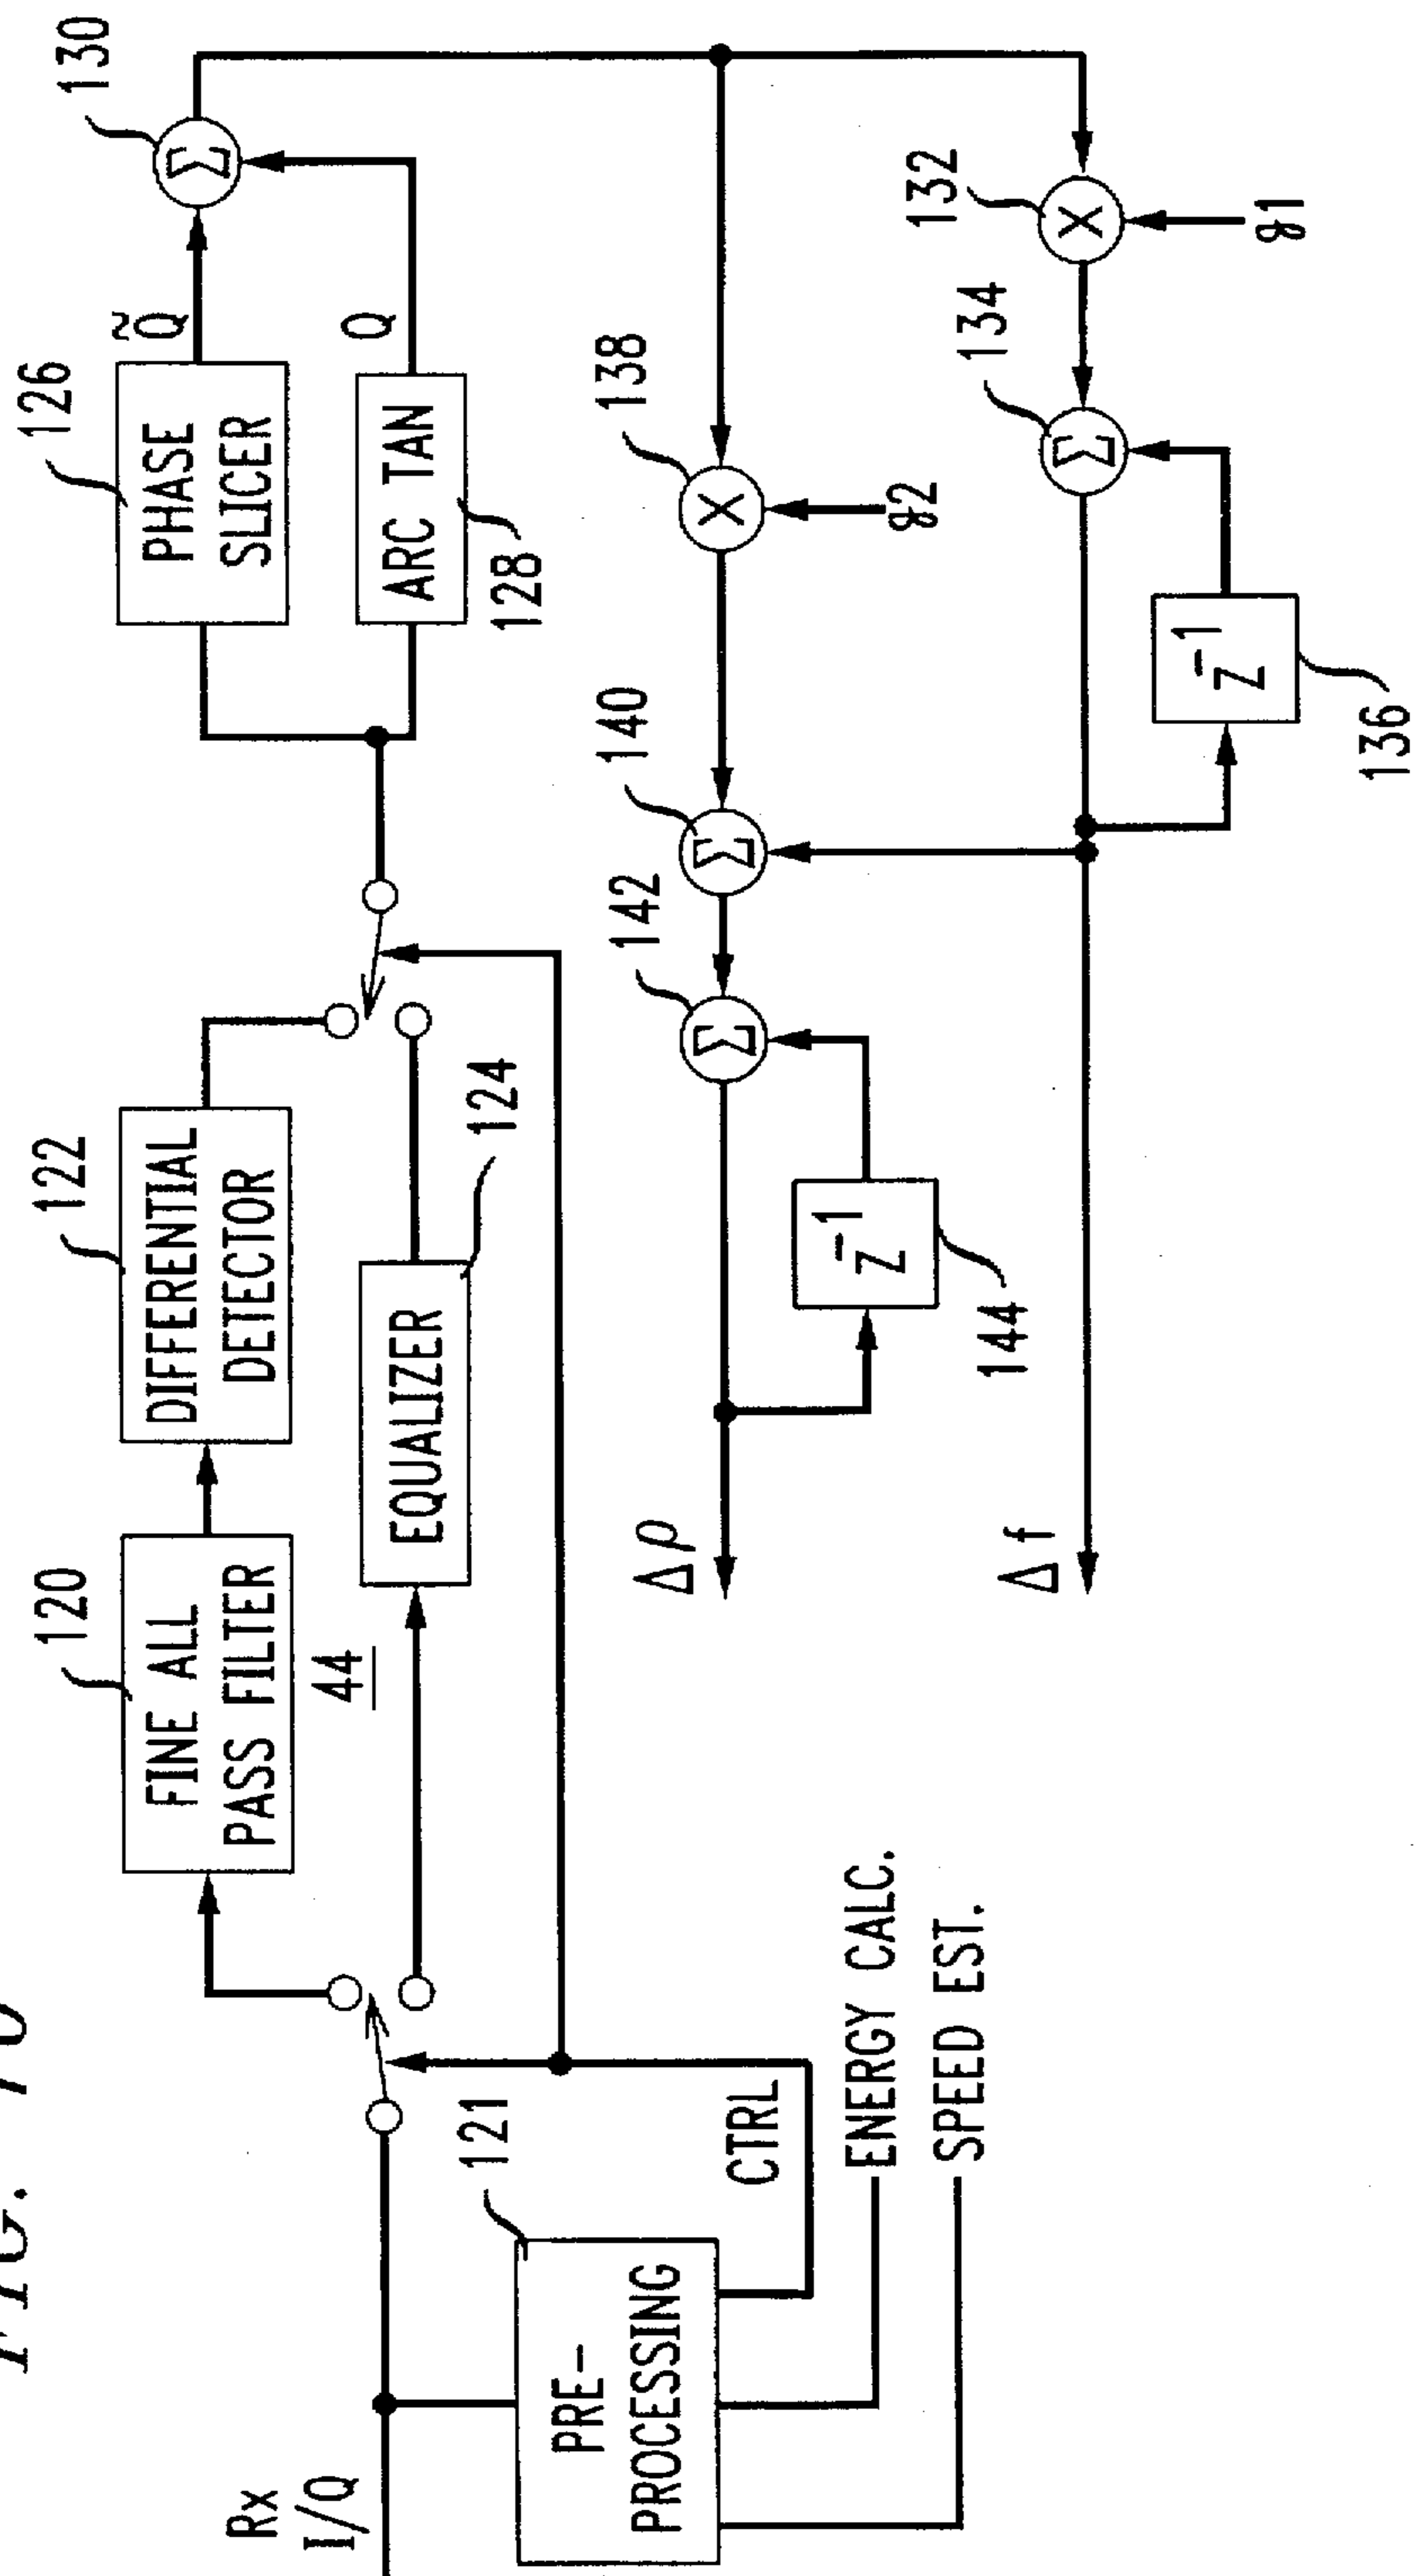 FIG. 10
Rx
I/Q
PRE-
PROCESSING
121
CTRL
ENERGY CALC.
SPEED EST.
FINE ALL
PASS FILTER
120
44
DIFFERENTIAL
DETECTOR
122
EQUALIZER
124
PHASE
SLICER
126
Q̃
ARC TAN
128
Q
Σ
130
X
132
g1
Σ
134
Z⁻¹
136
X
138
g2
Σ
140
Σ
142
Z⁻¹
144
Δρ
Δf